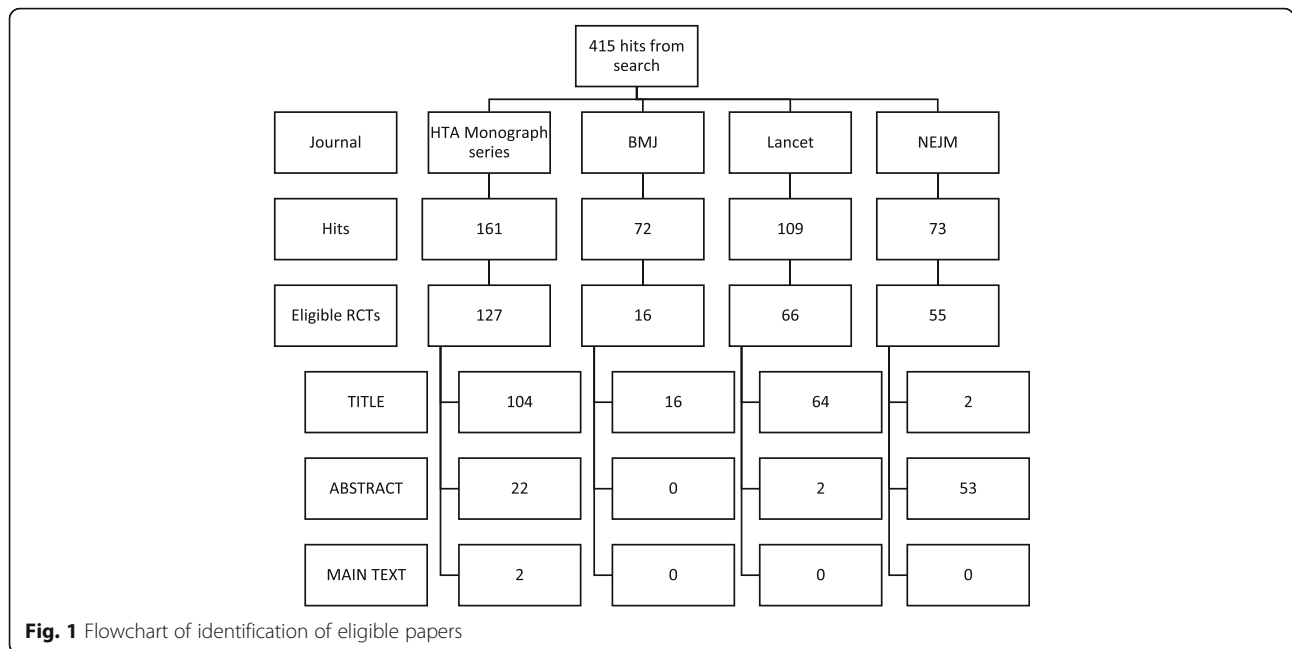 415 hits from
search
Journal
HTA Monograph
series
BMJ
Lancet
NEJM
Hits
161
72
109
73
Eligible RCTs
127
16
66
55
TITLE
104
16
64
2
ABSTRACT
22
0
2
53
MAIN TEXT
2
0
0
0
Fig. 1 Flowchart of identification of eligible papers